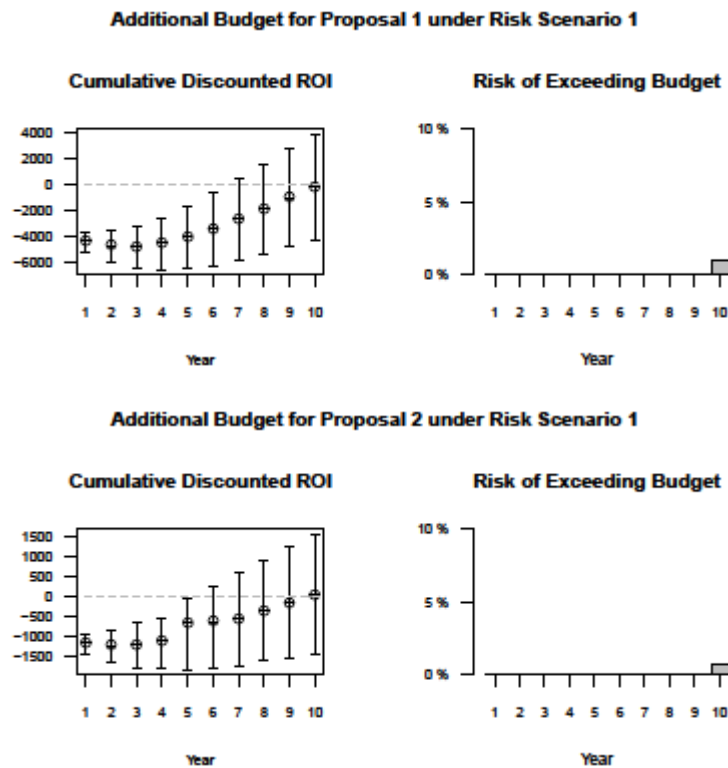 Additional Budget for Proposal 1 under Risk Scenario 1
Cumulative Discounted ROI
4000
2000
0
−2000
−4000
−6000
1 2 3 4 5 6 7 8 9 10
Year
Risk of Exceeding Budget
10 %
5 %
0 %
1 2 3 4 5 6 7 8 9 10
Year
Additional Budget for Proposal 2 under Risk Scenario 1
Cumulative Discounted ROI
1500
1000
500
0
−500
−1000
−1500
1 2 3 4 5 6 7 8 9 10
Year
Risk of Exceeding Budget
10 %
5 %
0 %
1 2 3 4 5 6 7 8 9 10
Year